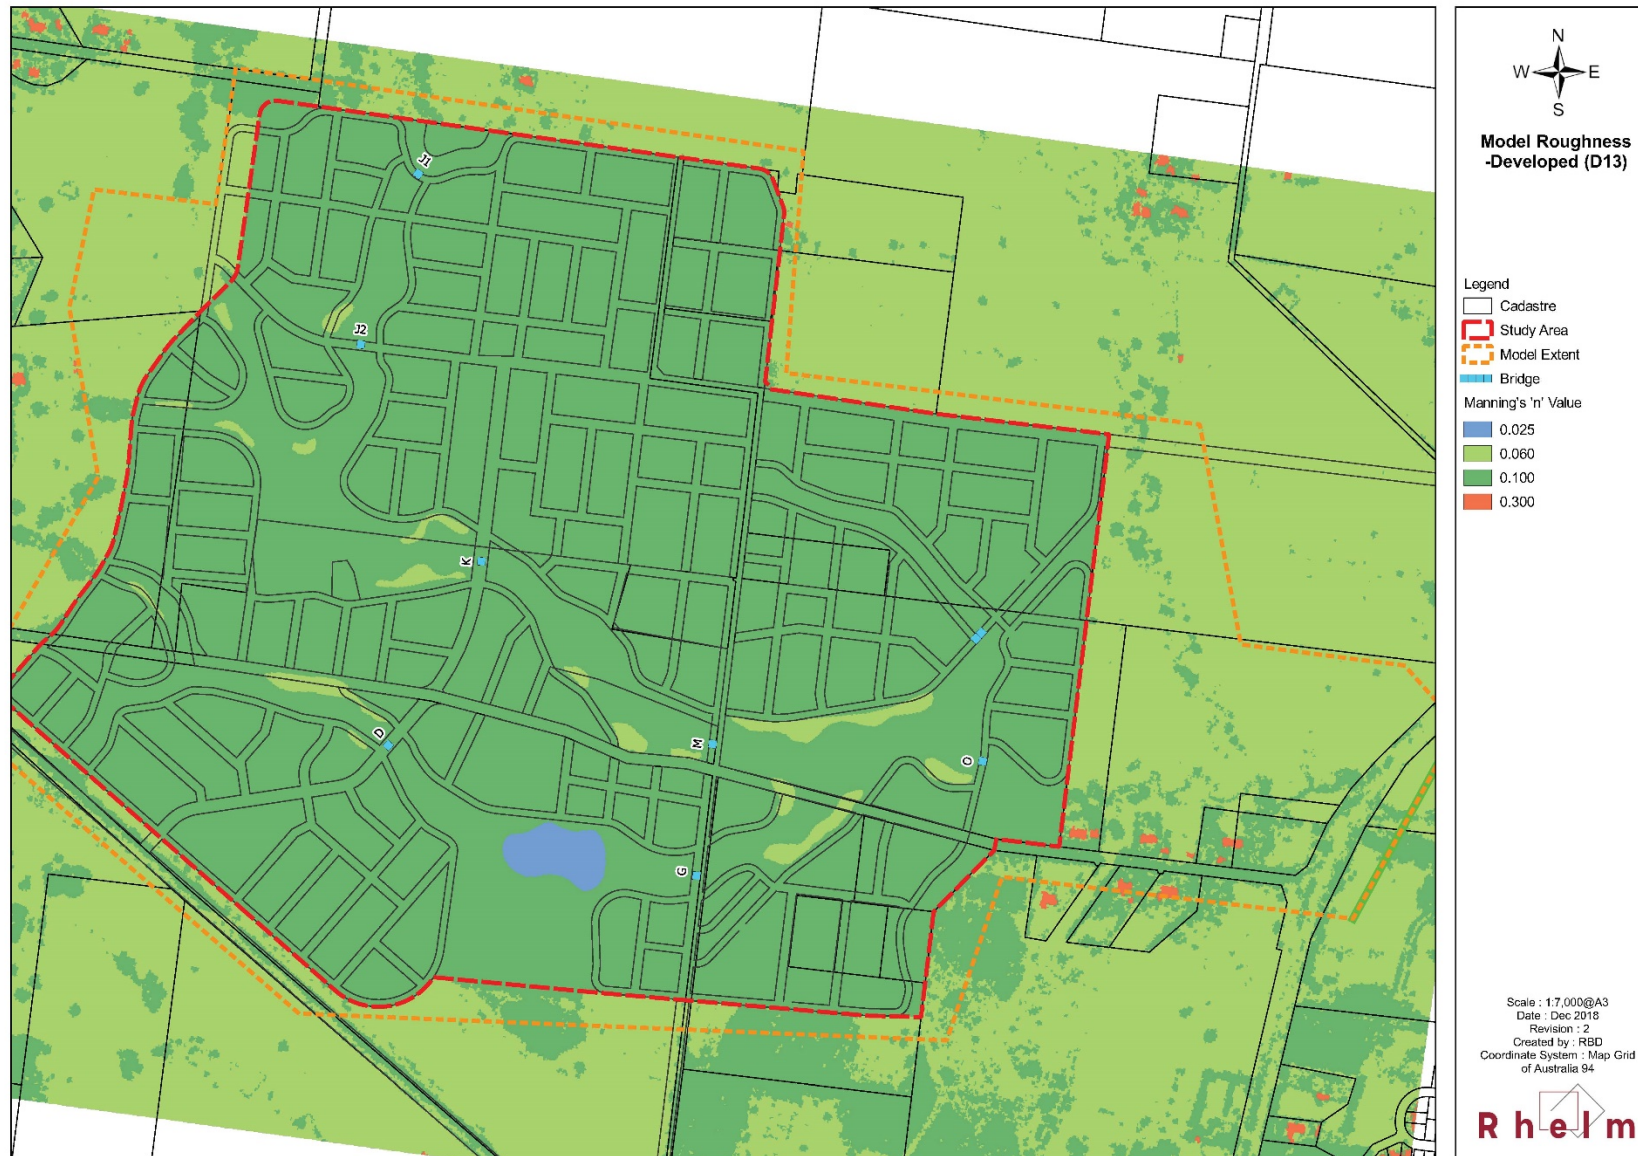 N
W E
S
Model Roughness
-Developed (D13)
Legend
Cadastre
Study Area
Model Extent
Bridge
Manning's 'n' Value
0.025
0.060
0.100
0.300
J1
J2
K
D
M
O
G
Scale : 1:7,000@A3
Date : Dec 2018
Revision : 2
Created by : RBD
Coordinate System : Map Grid
of Australia 94
Rhelm